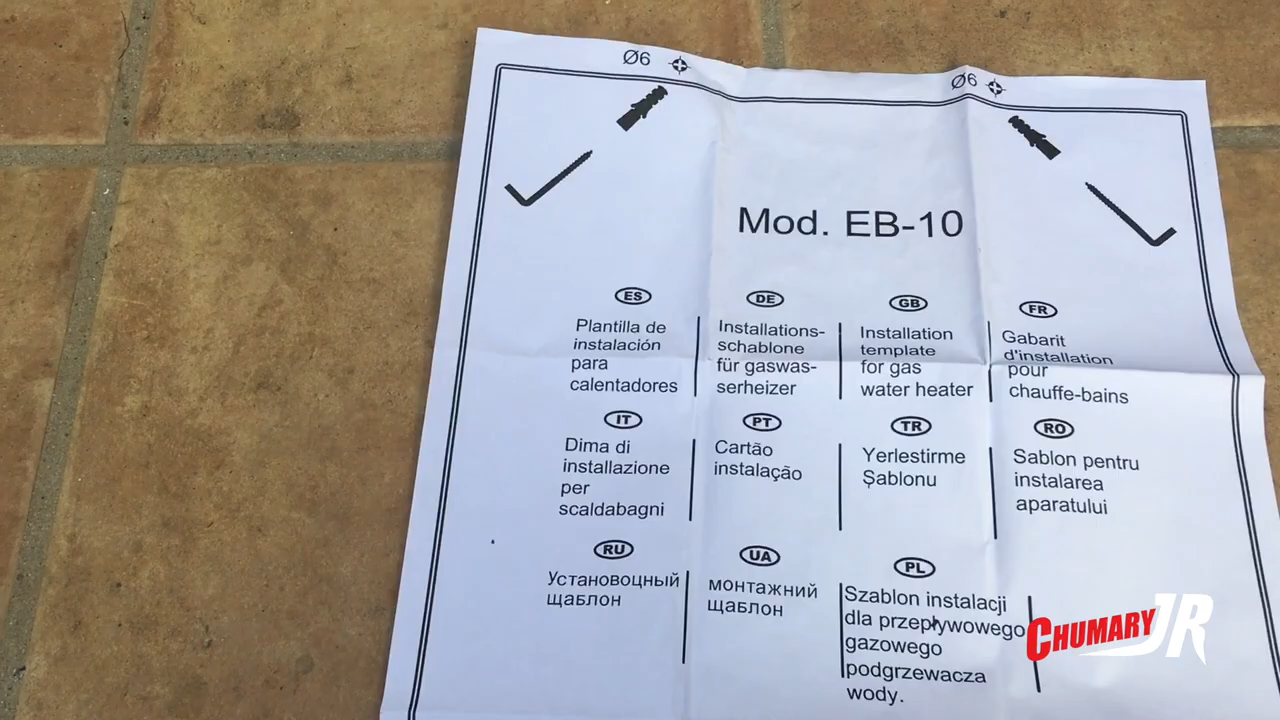 Ø6
Ø6
Mod. EB-10
ES
Plantilla de
instalación
para
calentadores
DE
Installations-
schablone
für gaswas-
serheizer
GB
Installation
template
for gas
water heater
FR
Gabarit
d'installation
pour
chauffe-bains
IT
Dima di
installazione
per
scaldabagni
PT
Cartão
instalação
TR
Yerlestirme
Şablonu
RO
Sablon pentru
instalarea
aparatului
RU
Установоцный
щаблон
UA
монтажний
щаблон
PL
Szablon instalacji
dla przepływowego
gazowego
podgrzewacza
wody.
CHUMARY JR